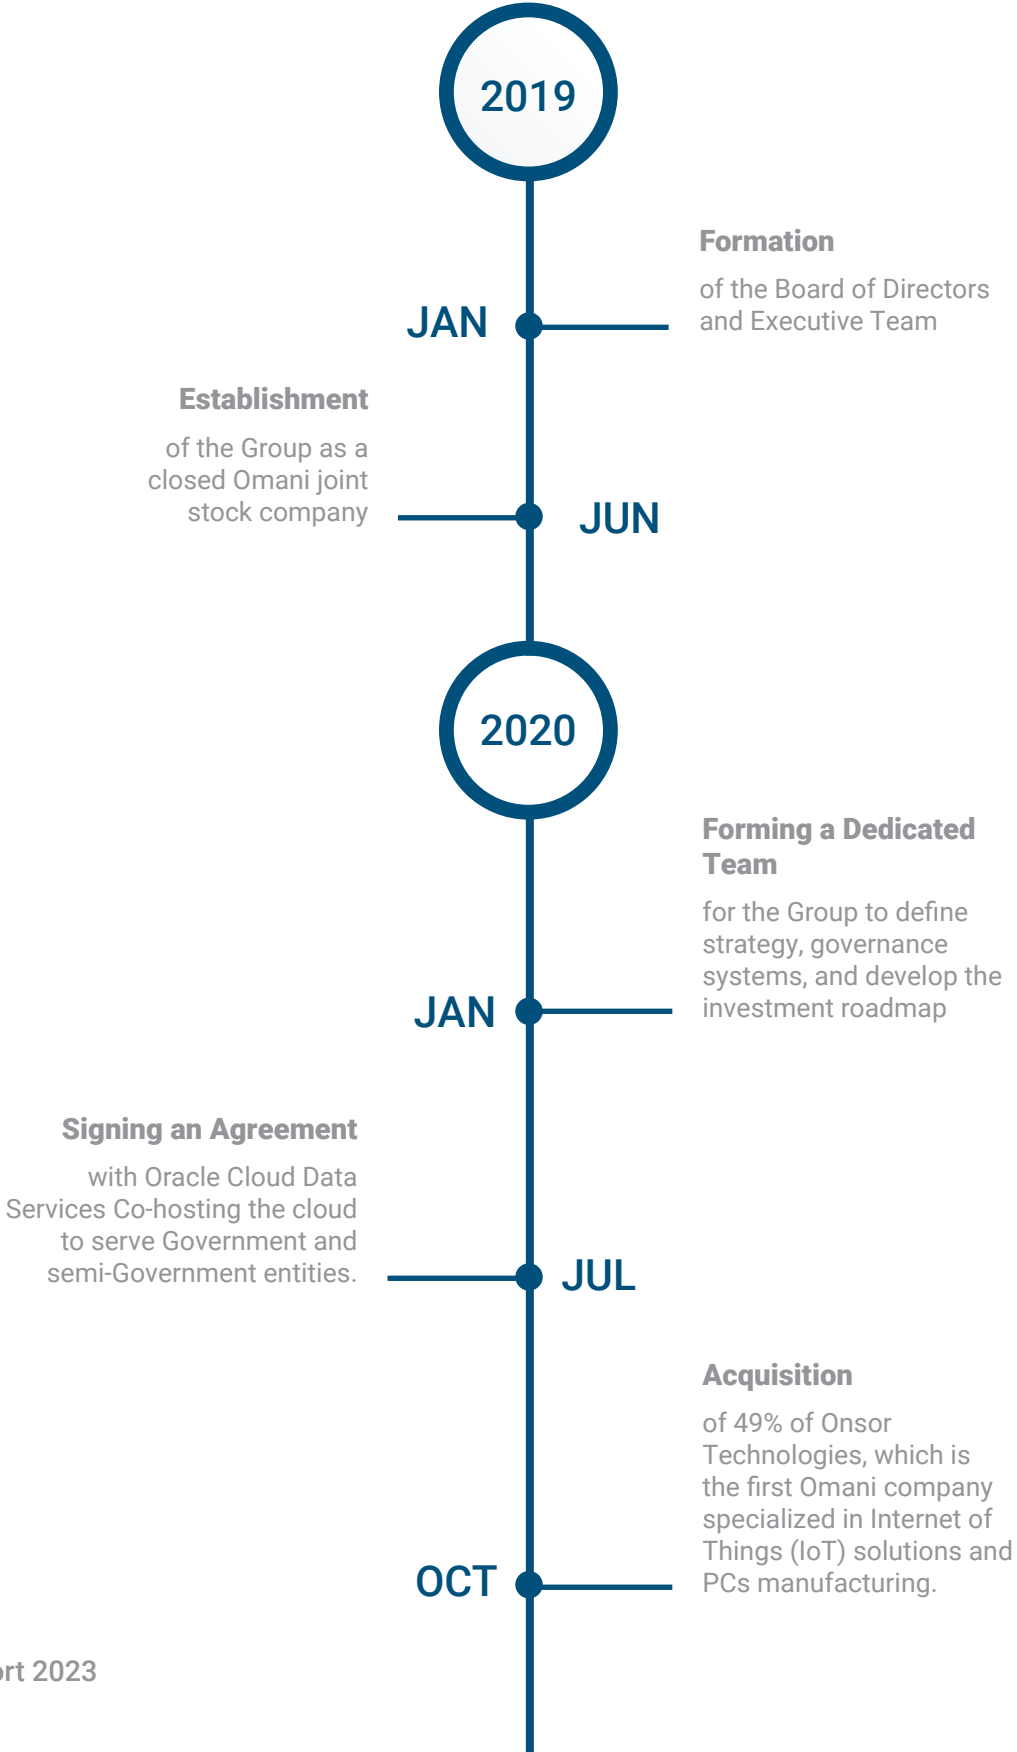 2019
Formation
of the Board of Directors
and Executive Team
JAN
Establishment
of the Group as a
closed Omani joint
stock company
JUN
2020
Forming a Dedicated
Team
for the Group to define
strategy, governance
systems, and develop the
investment roadmap
JAN
Signing an Agreement
with Oracle Cloud Data
Services Co-hosting the cloud
to serve Government and
semi-Government entities.
JUL
Acquisition
of 49% of Onsor
Technologies, which is
the first Omani company
specialized in Internet of
Things (IoT) solutions and
PCs manufacturing.
OCT
2023